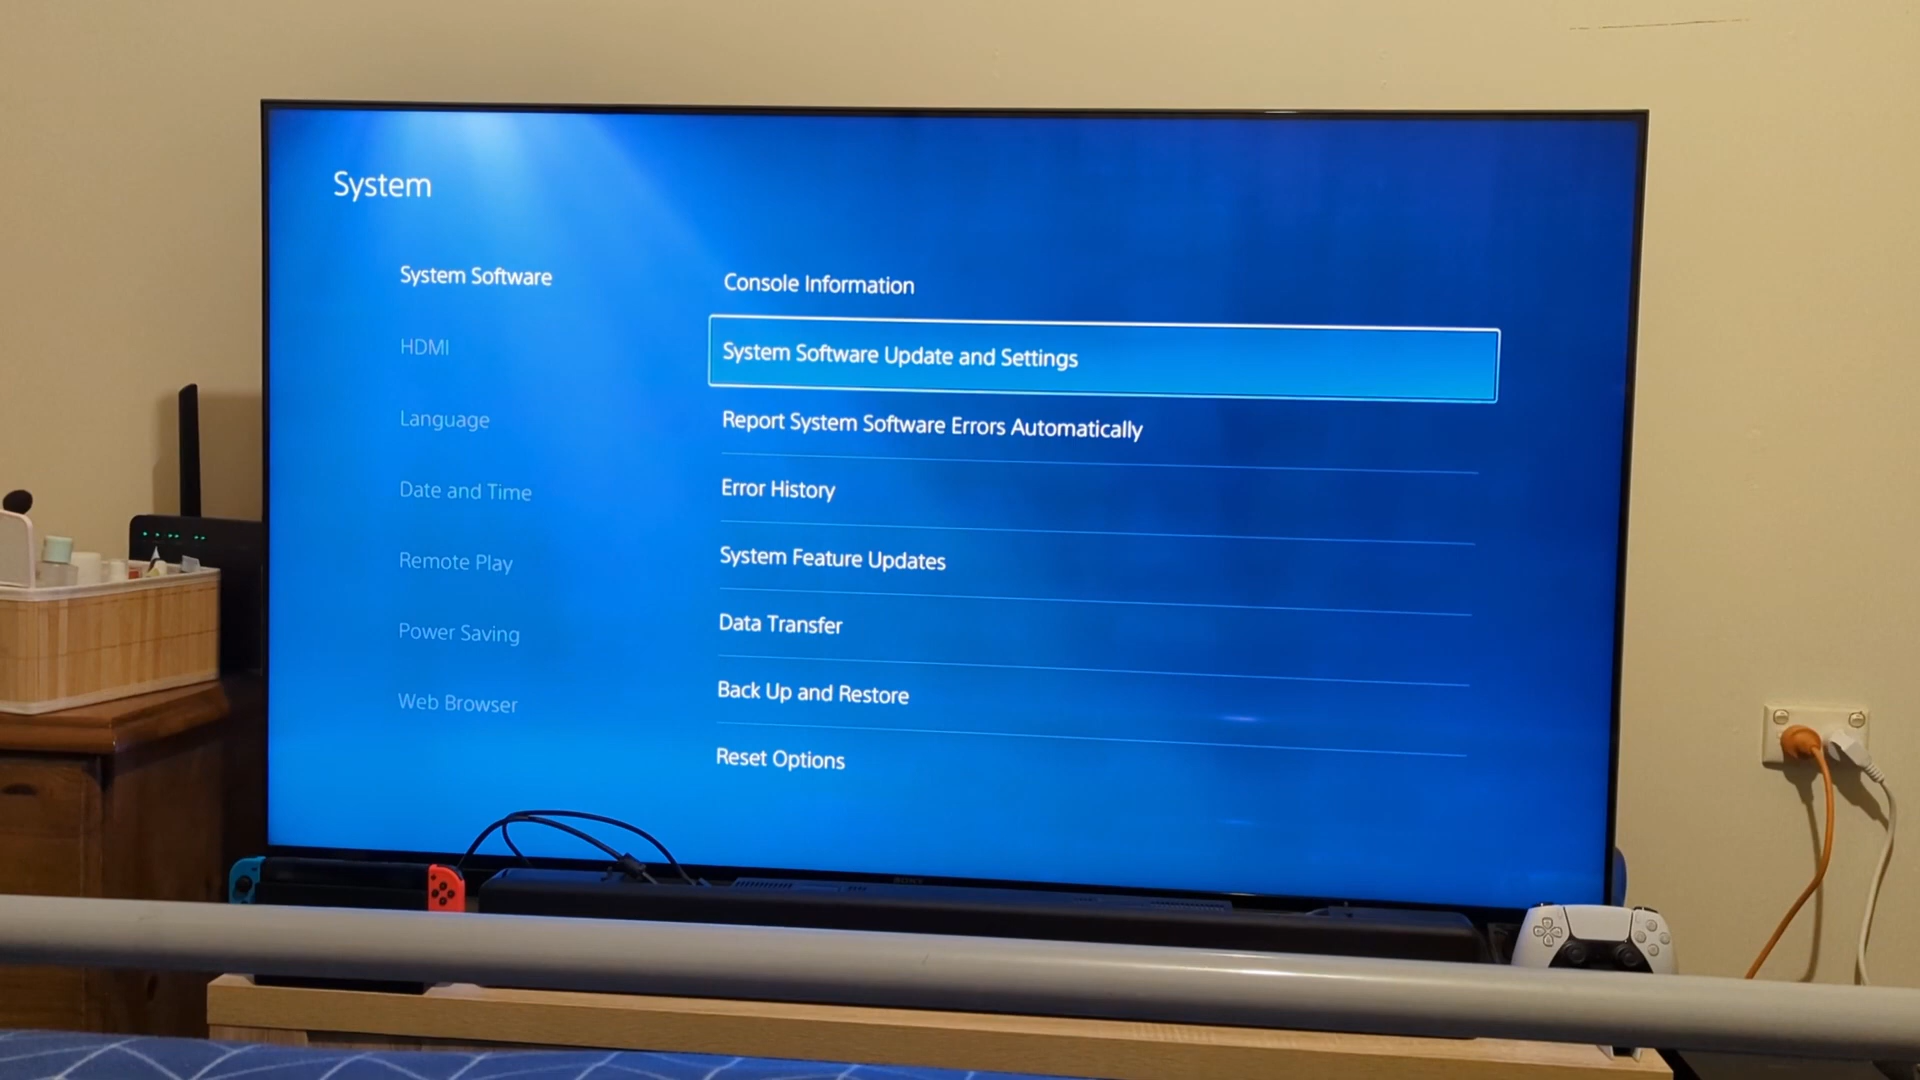 System
System Software
HDMI
Language
Date and Time
Remote Play
Power Saving
Web Browser
Console Information
System Software Update and Settings
Report System Software Errors Automatically
Error History
System Feature Updates
Data Transfer
Back Up and Restore
Reset Options
SONY